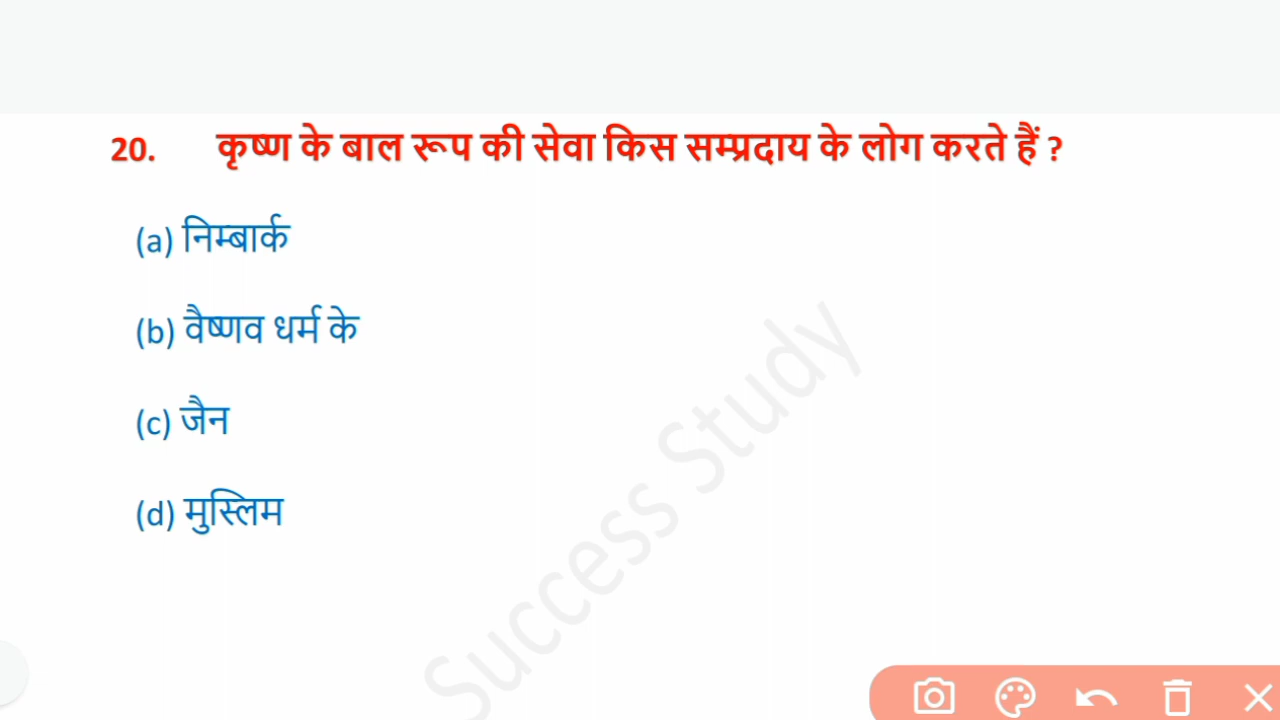 20. कृष्ण के बाल रूप की सेवा किस सम्प्रदाय के लोग करते हैं ?
(a) निम्बार्क
(b) वैष्णव धर्म के
(c) जैन
(d) मुस्लिम
Success Study